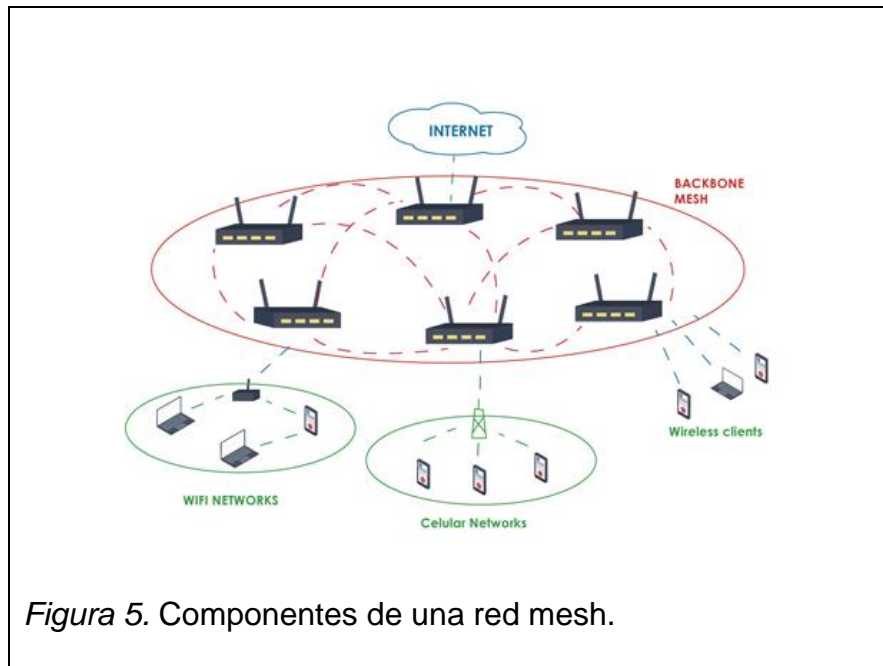 INTERNET
BACKBONE
MESH
Wireless clients
WIFI NETWORKS
Celular Networks
Figura 5. Componentes de una red mesh.